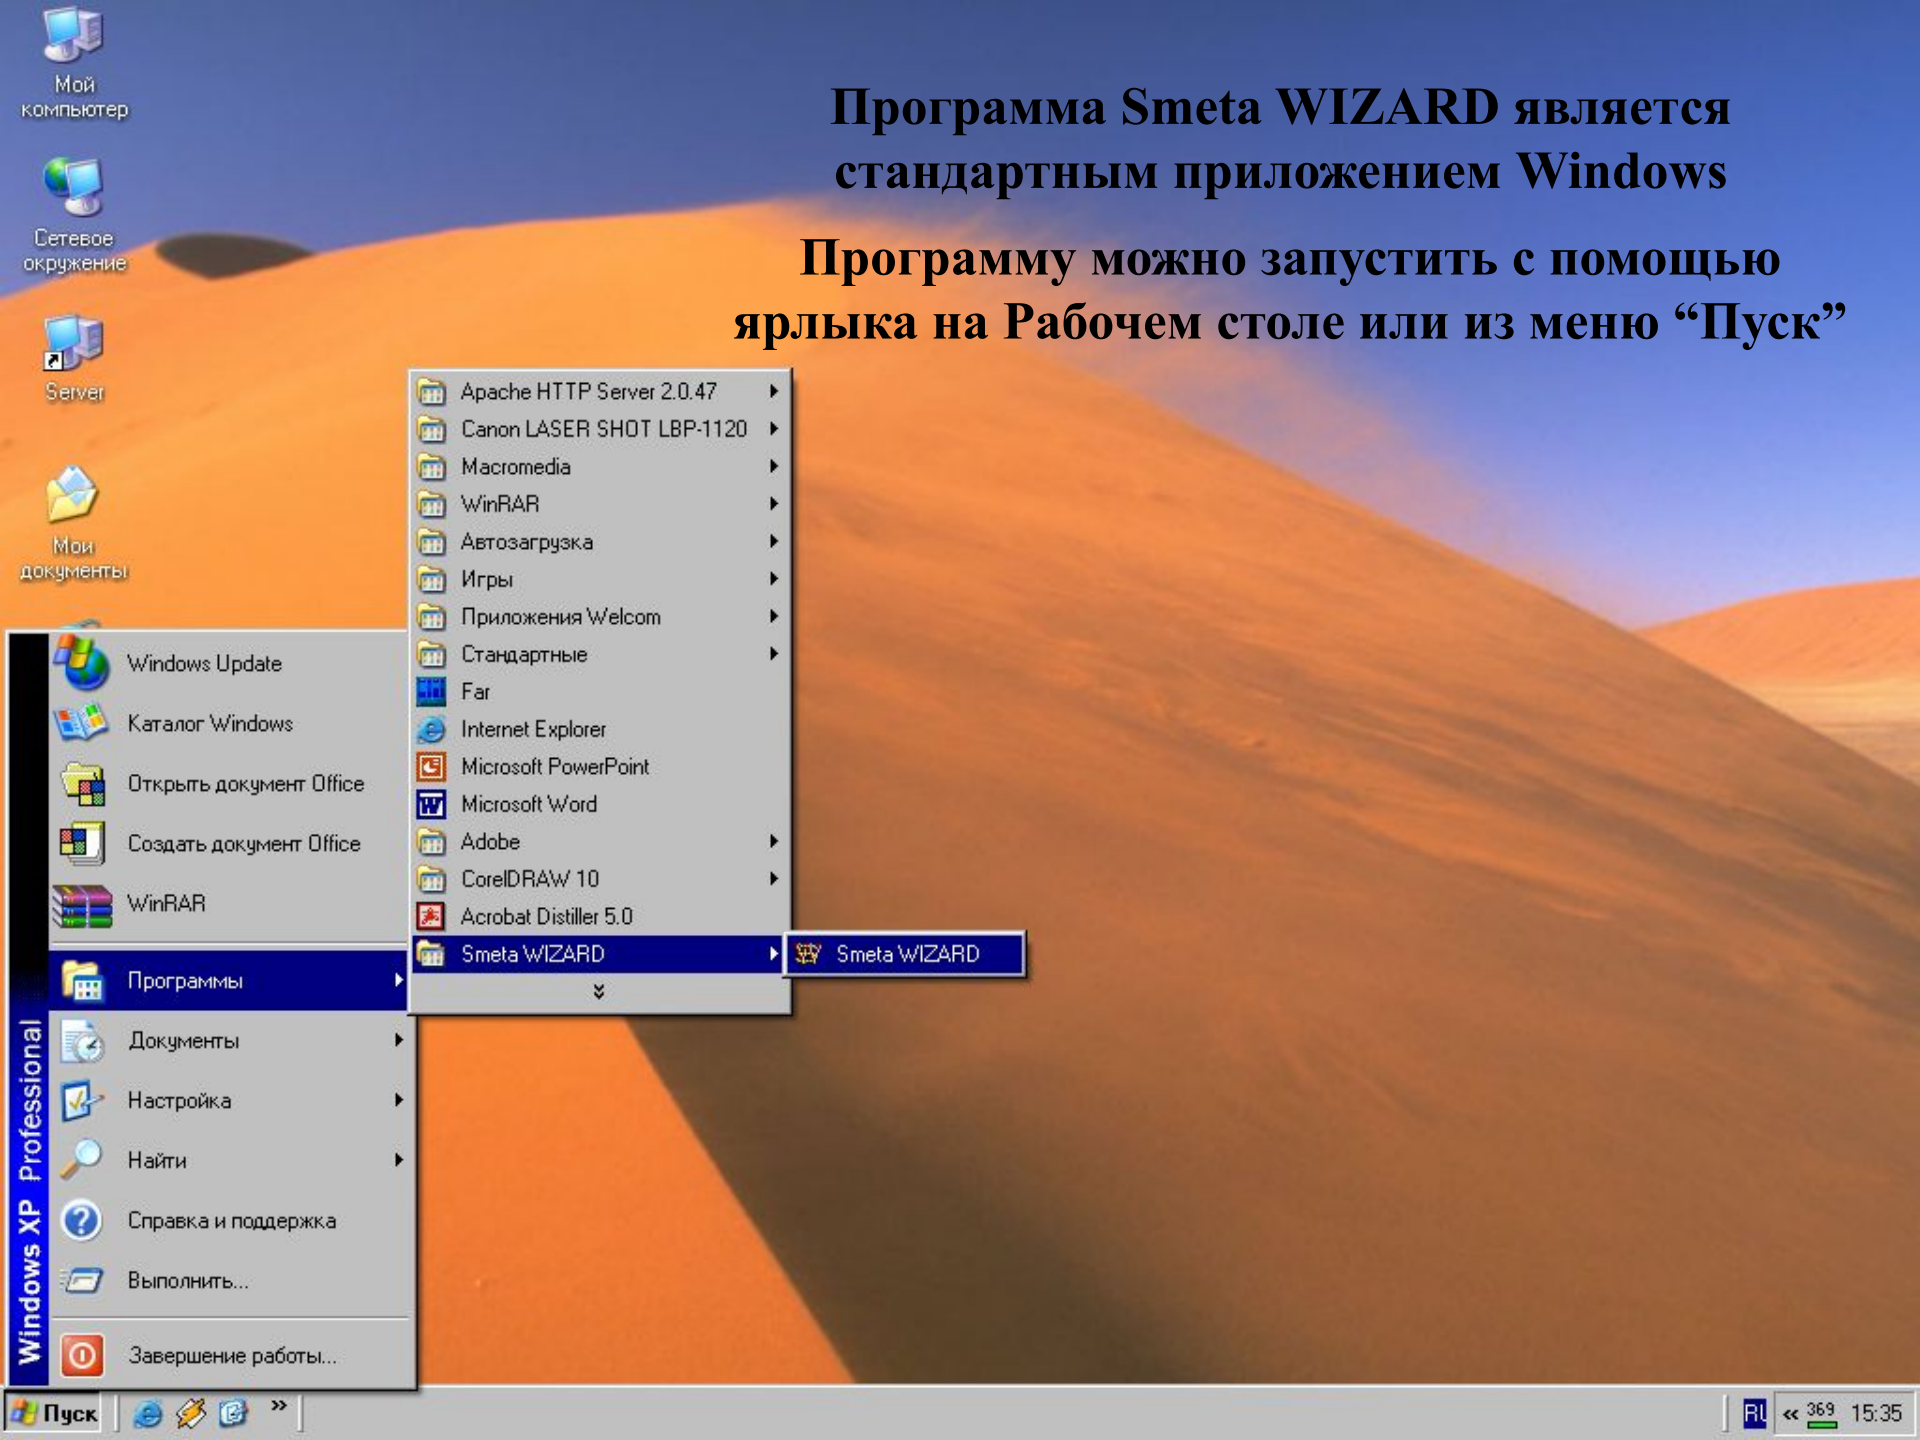 Мой
компьютер
Сетевое
окружение
Server
Мои
документы
Программа Smeta WIZARD является
стандартным приложением Windows
Программу можно запустить с помощью
ярлыка на Рабочем столе или из меню “Пуск”
Apache HTTP Server 2.0.47
Canon LASER SHOT LBP-1120
Macromedia
WinRAR
Автозагрузка
Игры
Приложения Welcom
Стандартные
Far
Internet Explorer
Microsoft PowerPoint
Microsoft Word
Adobe
CorelDRAW 10
Acrobat Distiller 5.0
Smeta WIZARD
Smeta WIZARD
Windows Update
Каталог Windows
Открыть документ Office
Создать документ Office
WinRAR
Программы
Документы
Настройка
Найти
Справка и поддержка
Выполнить...
Завершение работы...
Windows XP Professional
Пуск
»
RU
« 369 15:35